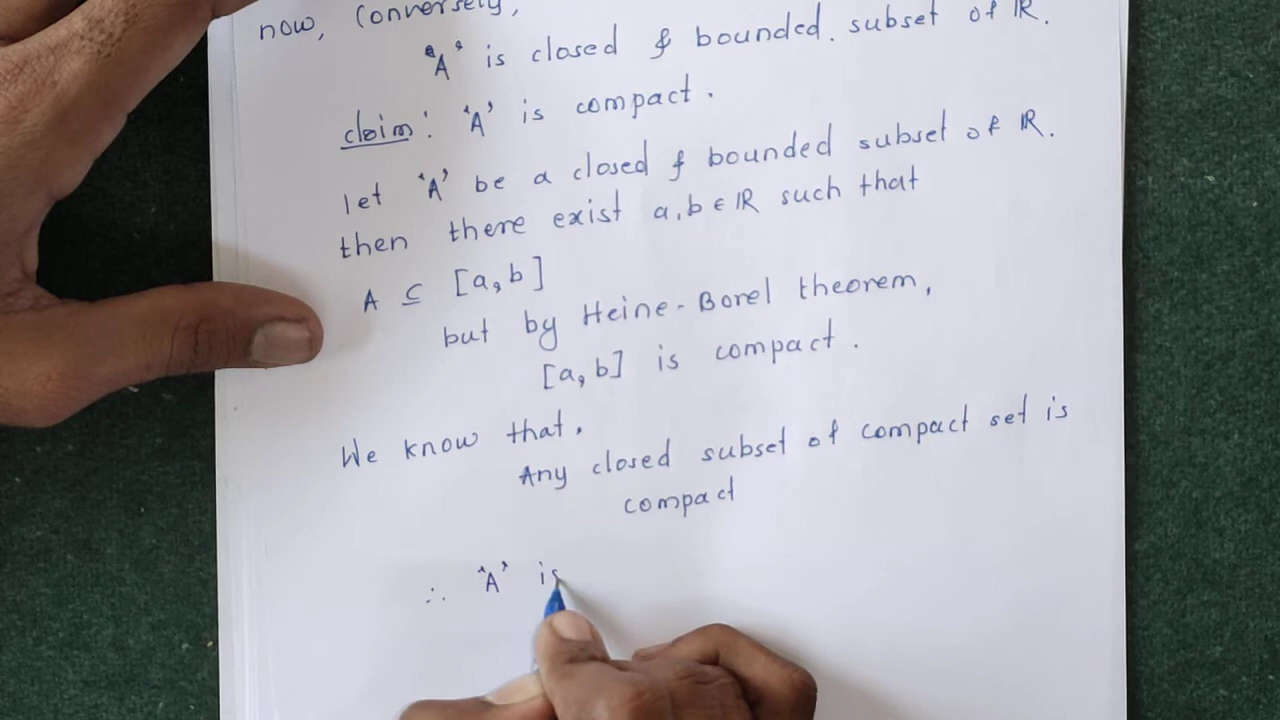 now, Conversely,
'A' is closed & bounded. subset of ℝ.
claim: 'A' is compact.
let 'A' be a closed & bounded subset of ℝ.
then there exist a,b ∈ ℝ such that
A ⊆ [a,b]
but by Heine-Borel theorem,
[a,b] is compact.
We know that.
Any closed subset of compact set is
compact
∴ 'A' is